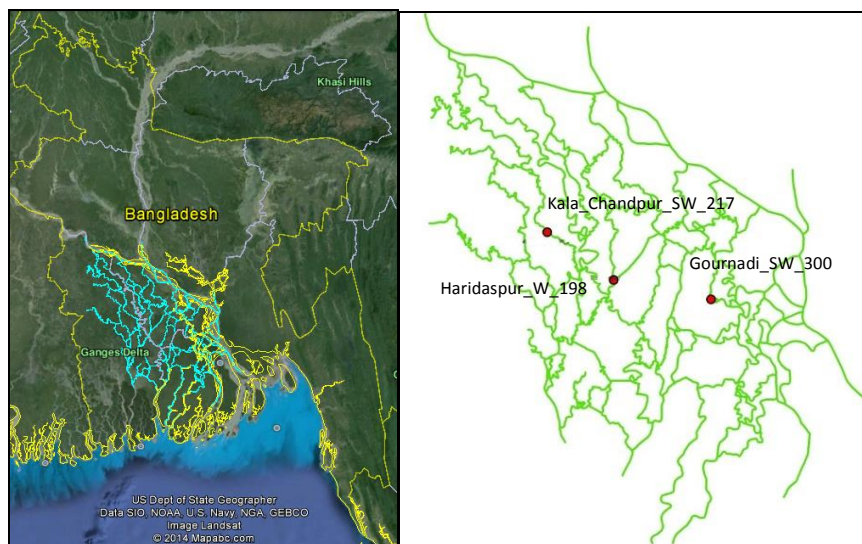 Khasi Hills
Bangladesh
Ganges Delta
US Dept of State Geographer
Data SIO, NOAA, U.S. Navy, NGA, GEBCO
Image Landsat
© 2014 Mapabc.com
Kala_Chandpur_SW_217
Gournadi_SW_300
Haridaspur_W_198